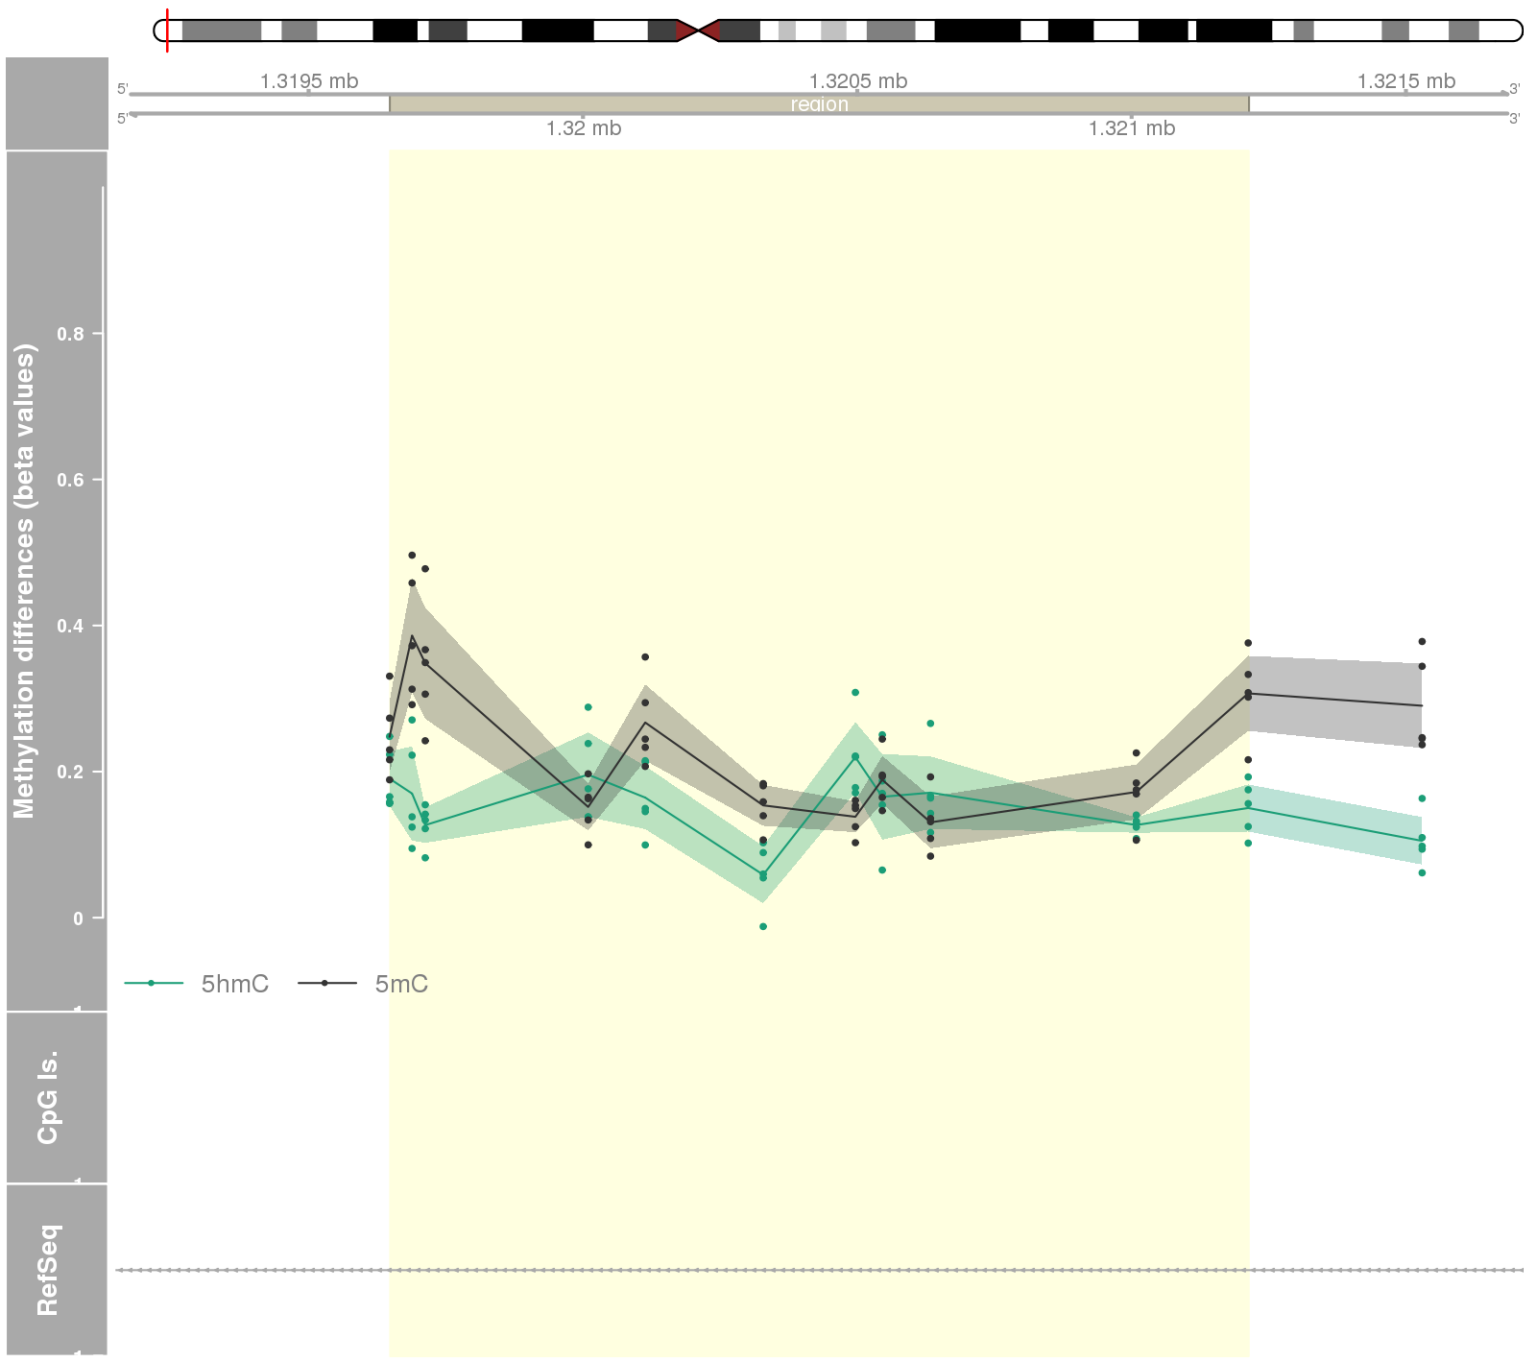 1.3195 mb
1.3205 mb
1.3215 mb
5'
3'
region
5'
3'
1.32 mb
1.321 mb
Methylation differences (beta values)
0.8
0.6
0.4
0.2
0
5hmC
5mC
CpG Is.
RefSeq